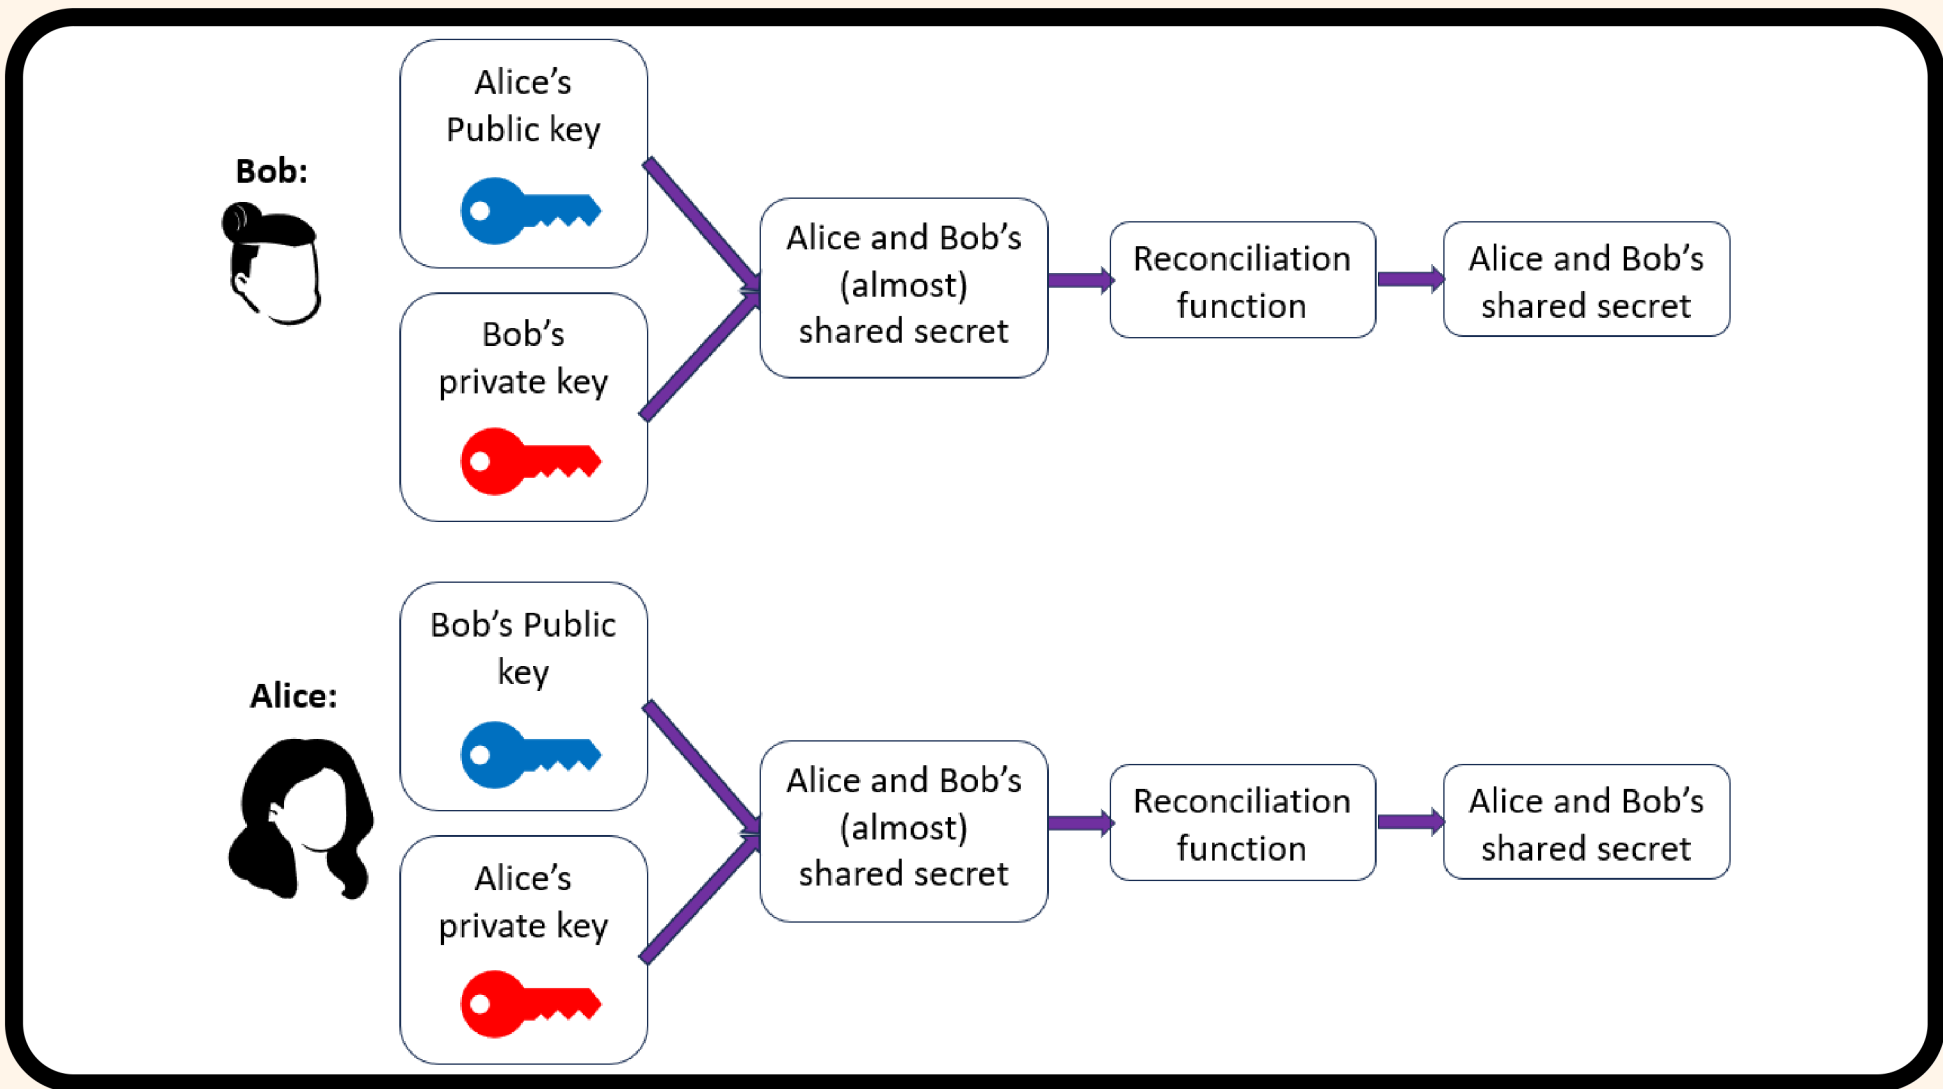 Bob:
Alice’s
Public key
Bob’s
private key
Alice and Bob’s
(almost)
shared secret
Reconciliation
function
Alice and Bob’s
shared secret
Alice:
Bob’s Public
key
Alice’s
private key
Alice and Bob’s
(almost)
shared secret
Reconciliation
function
Alice and Bob’s
shared secret